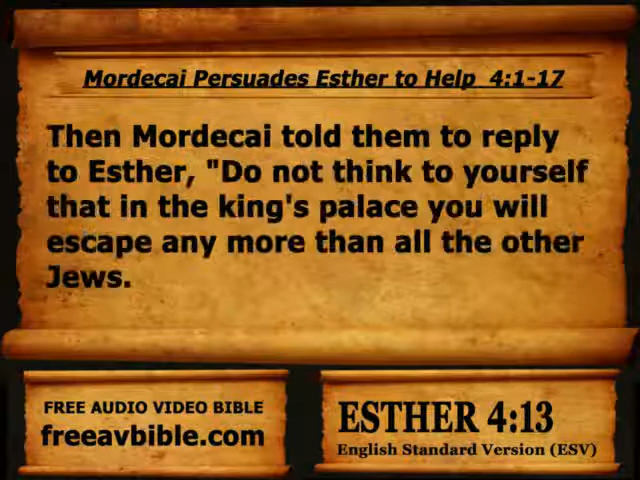 Mordecai Persuades Esther to Help 4:1-17
Then Mordecai told them to reply
to Esther, "Do not think to yourself
that in the king's palace you will
escape any more than all the other
Jews.
FREE AUDIO VIDEO BIBLE
freeavbible.com
ESTHER 4:13
English Standard Version (ESV)